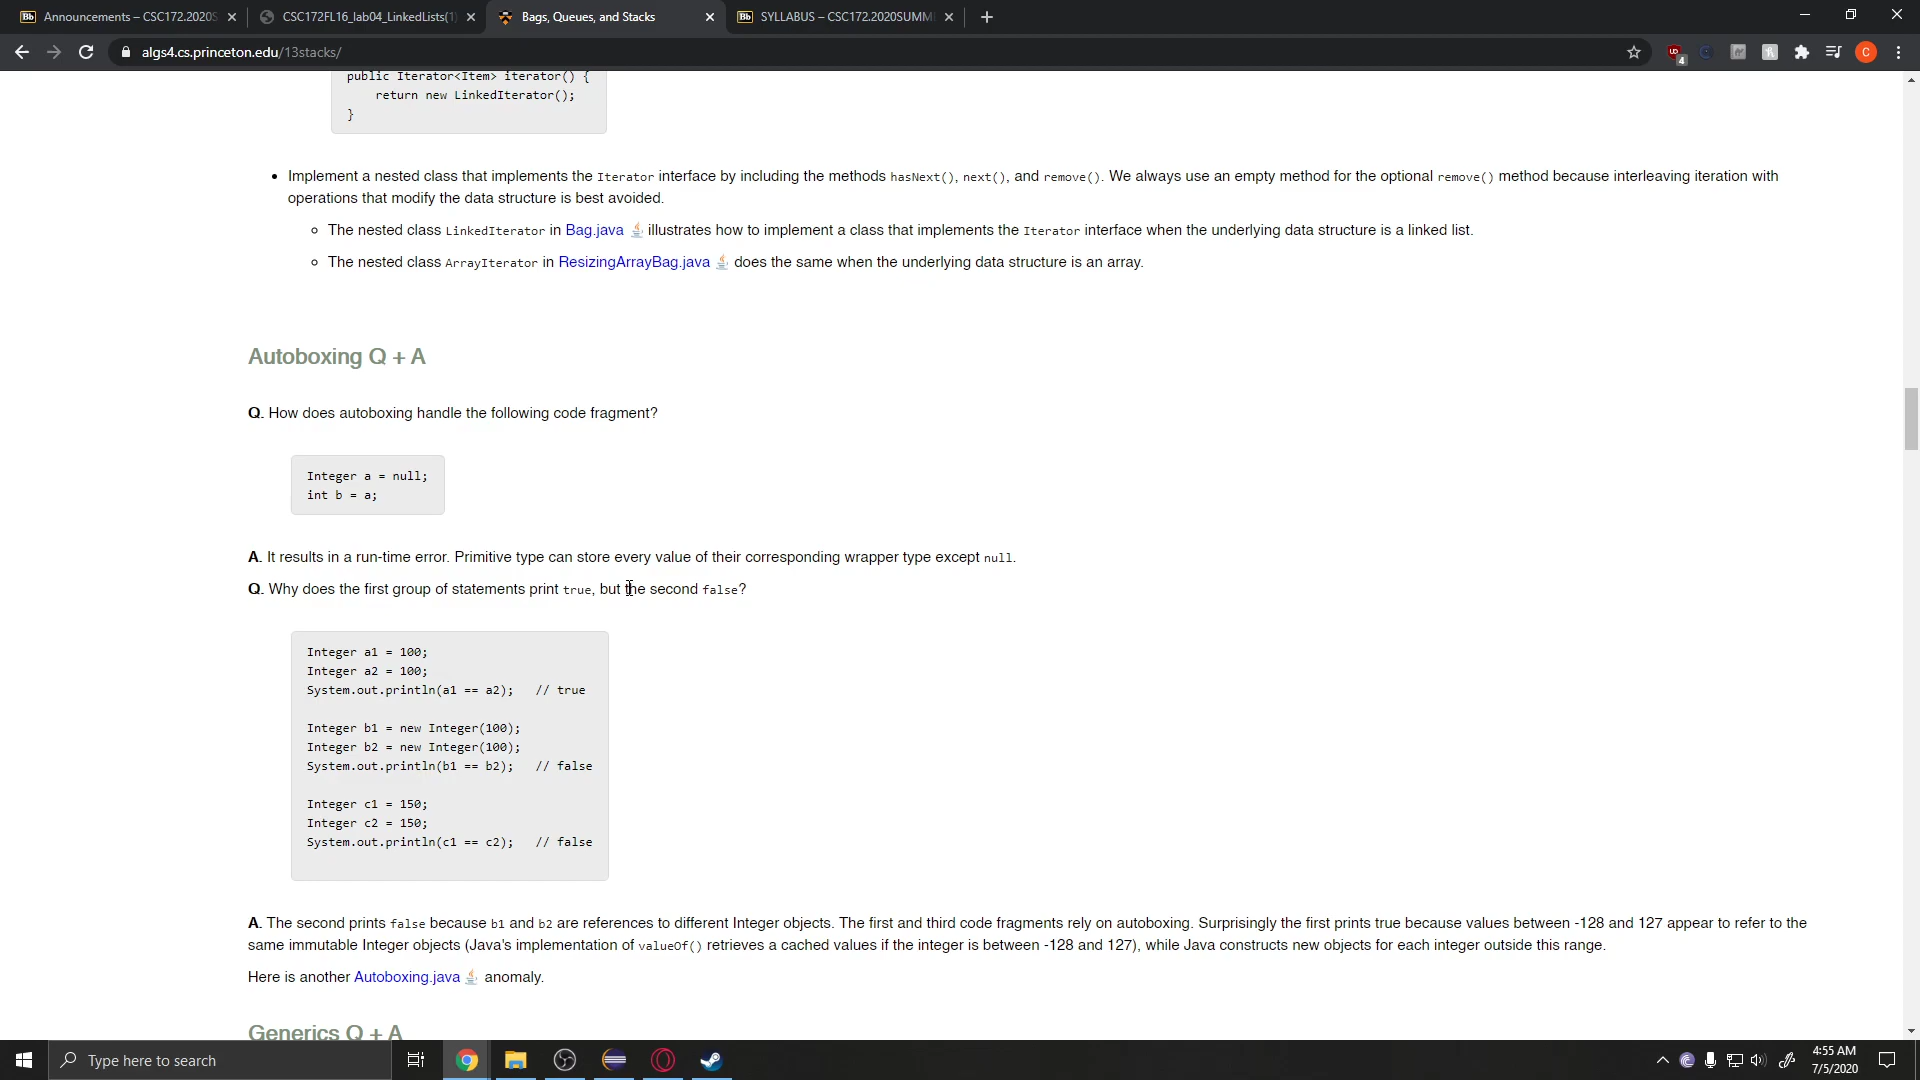 Announcements – CSC172.2020S
CSC172FL16_lab04_LinkedLists(1)
Bags, Queues, and Stacks
SYLLABUS – CSC172.2020SUMM
algs4.cs.princeton.edu/13stacks/
4
C
public Iterator<Item> iterator() {
return new LinkedIterator();
}
• Implement a nested class that implements the Iterator interface by including the methods hasNext(), next(), and remove(). We always use an empty method for the optional remove() method because interleaving iteration with
operations that modify the data structure is best avoided.
The nested class LinkedIterator in Bag.java illustrates how to implement a class that implements the Iterator interface when the underlying data structure is a linked list.
The nested class ArrayIterator in ResizingArrayBag.java does the same when the underlying data structure is an array.
Autoboxing Q + A
Q. How does autoboxing handle the following code fragment?
Integer a = null;
int b = a;
A. It results in a run-time error. Primitive type can store every value of their corresponding wrapper type except null.
Q. Why does the first group of statements print true, but the second false?
Integer a1 = 100;
Integer a2 = 100;
System.out.println(a1 == a2);   // true
Integer b1 = new Integer(100);
Integer b2 = new Integer(100);
System.out.println(b1 == b2);   // false
Integer c1 = 150;
Integer c2 = 150;
System.out.println(c1 == c2);   // false
A. The second prints false because b1 and b2 are references to different Integer objects. The first and third code fragments rely on autoboxing. Surprisingly the first prints true because values between -128 and 127 appear to refer to the
same immutable Integer objects (Java's implementation of valueOf() retrieves a cached values if the integer is between -128 and 127), while Java constructs new objects for each integer outside this range.
Here is another Autoboxing.java anomaly.
Generics Q + A
Type here to search
4:55 AM
7/5/2020